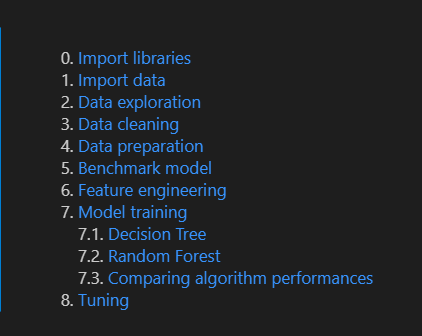 0. Import libraries
1. Import data
2. Data exploration
3. Data cleaning
4. Data preparation
5. Benchmark model
6. Feature engineering
7. Model training
7.1. Decision Tree
7.2. Random Forest
7.3. Comparing algorithm performances
8. Tuning